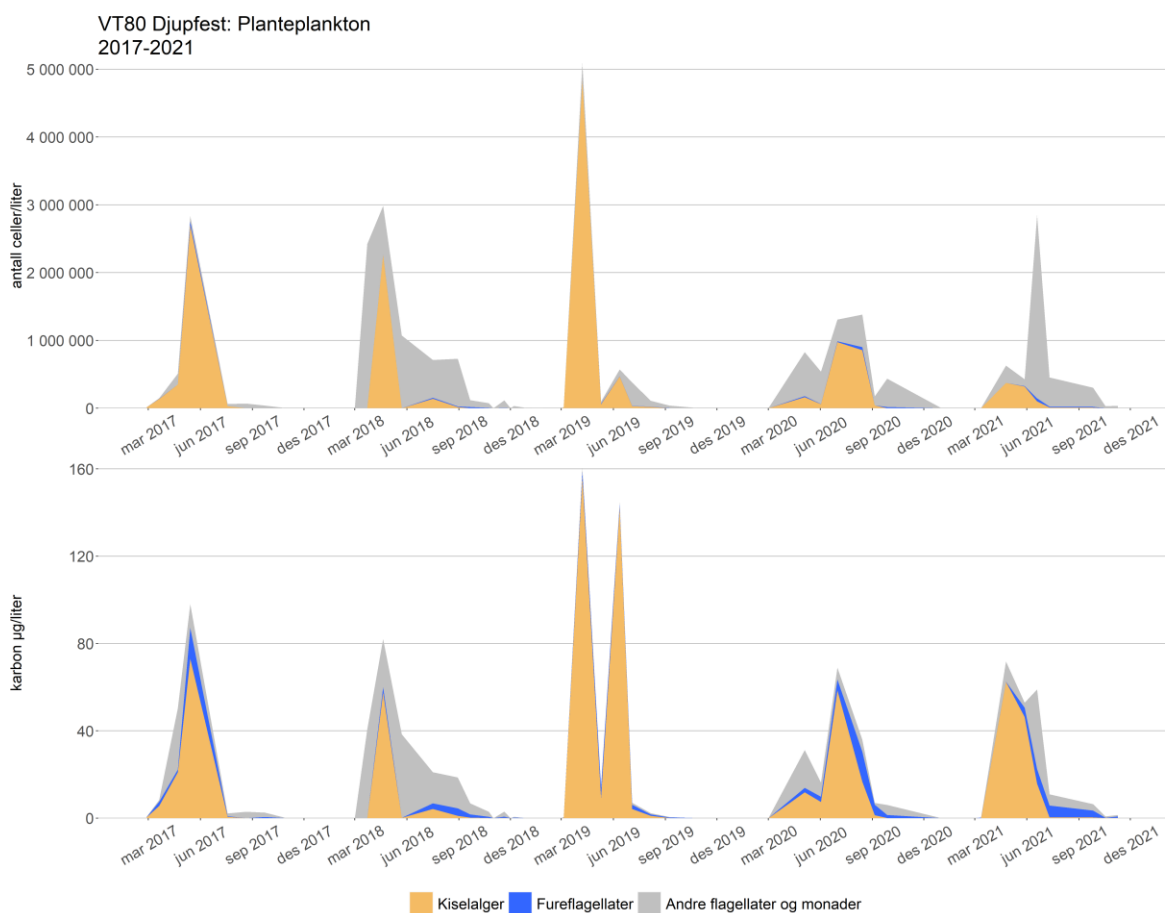 VT80 Djupfest: Planteplankton
2017-2021
antall celler/liter
5 000 000
4 000 000
3 000 000
2 000 000
1 000 000
0
mar 2017 jun 2017 sep 2017 des 2017 mar 2018 jun 2018 sep 2018 des 2018 mar 2019 jun 2019 sep 2019 des 2019 mar 2020 jun 2020 sep 2020 des 2020 mar 2021 jun 2021 sep 2021 des 2021
karbon µg/liter
160
120
80
40
0
mar 2017 jun 2017 sep 2017 des 2017 mar 2018 jun 2018 sep 2018 des 2018 mar 2019 jun 2019 sep 2019 des 2019 mar 2020 jun 2020 sep 2020 des 2020 mar 2021 jun 2021 sep 2021 des 2021
Kiselalger Fureflagellater Andre flagellater og monader